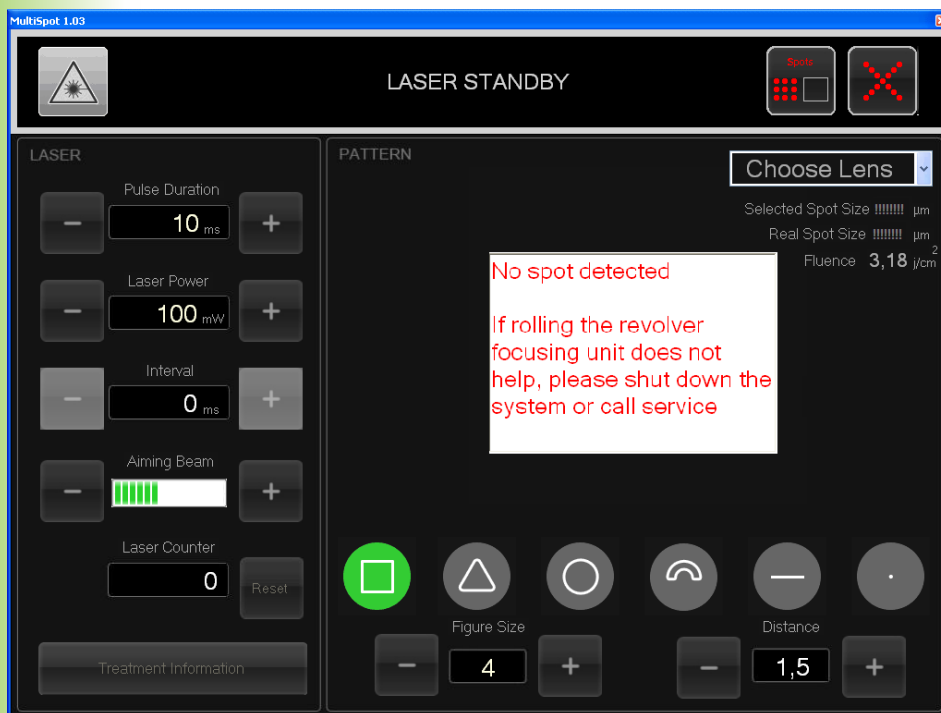 MultiSpot 1.03
LASER STANDBY
Spots
LASER
Pulse Duration
− 10 ms +
Laser Power
− 100 mW +
Interval
− 0 ms +
Aiming Beam
− +
Laser Counter
0 Reset
Treatment Information
PATTERN
Choose Lens
Selected Spot Size !!!!!!!! µm
Real Spot Size !!!!!!!! µm
Fluence 3,18 j/cm²
No spot detected
If rolling the revolver
focusing unit does not
help, please shut down the
system or call service
Figure Size
− 4 +
Distance
− 1,5 +